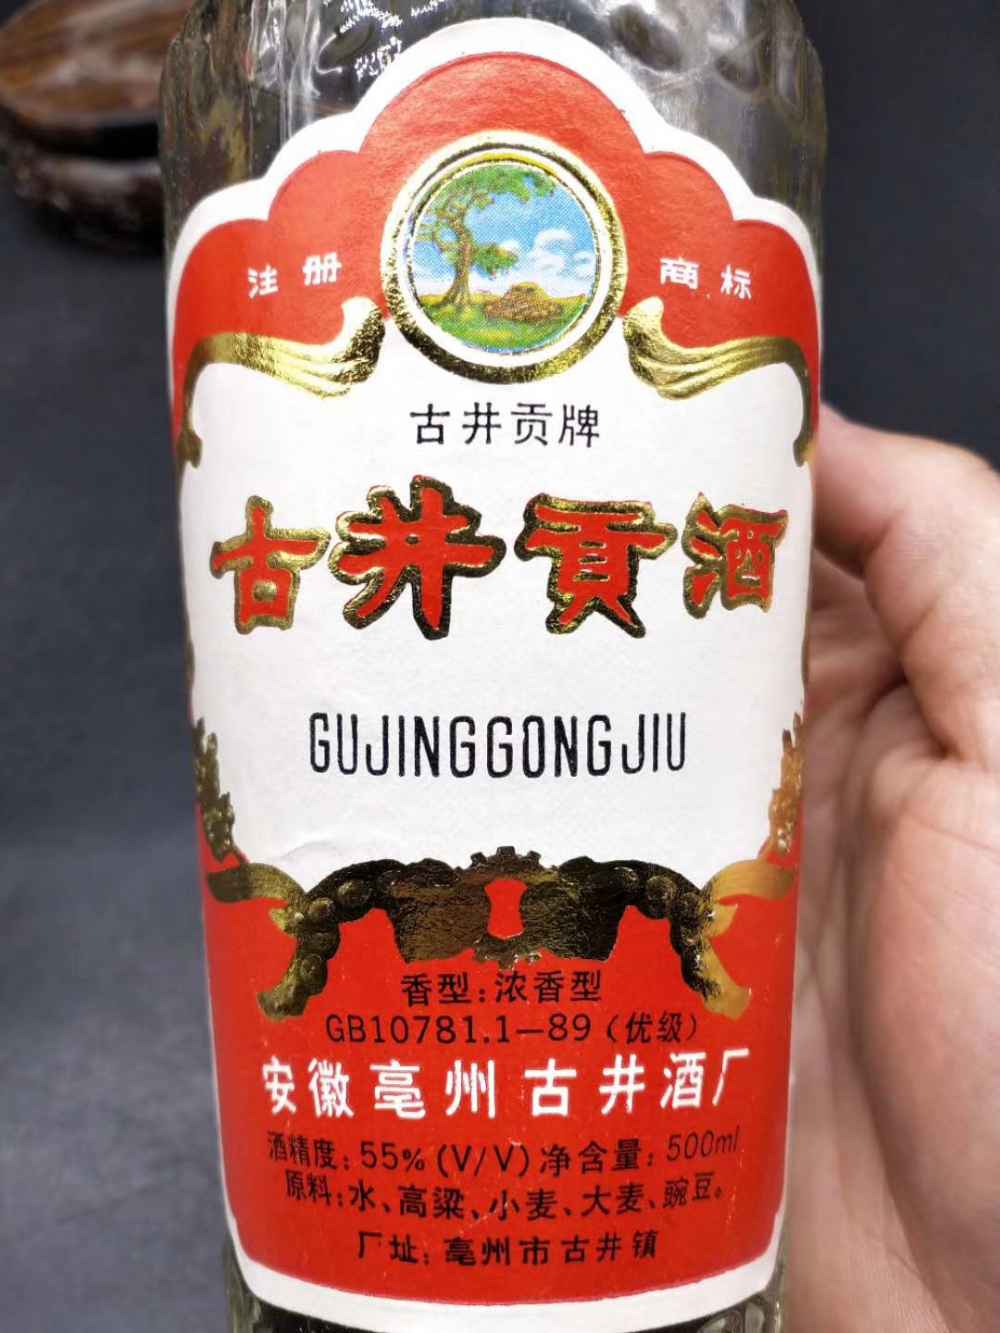 注册 商标
古井贡牌
古井贡酒
GUJINGGONGJIU
香型:浓香型
GB10781.1—89(优级)
安徽亳州古井酒厂
酒精度:55%(V/V)净含量:500ml
原料:水、高粱、小麦、大麦、豌豆。
厂址:亳州市古井镇